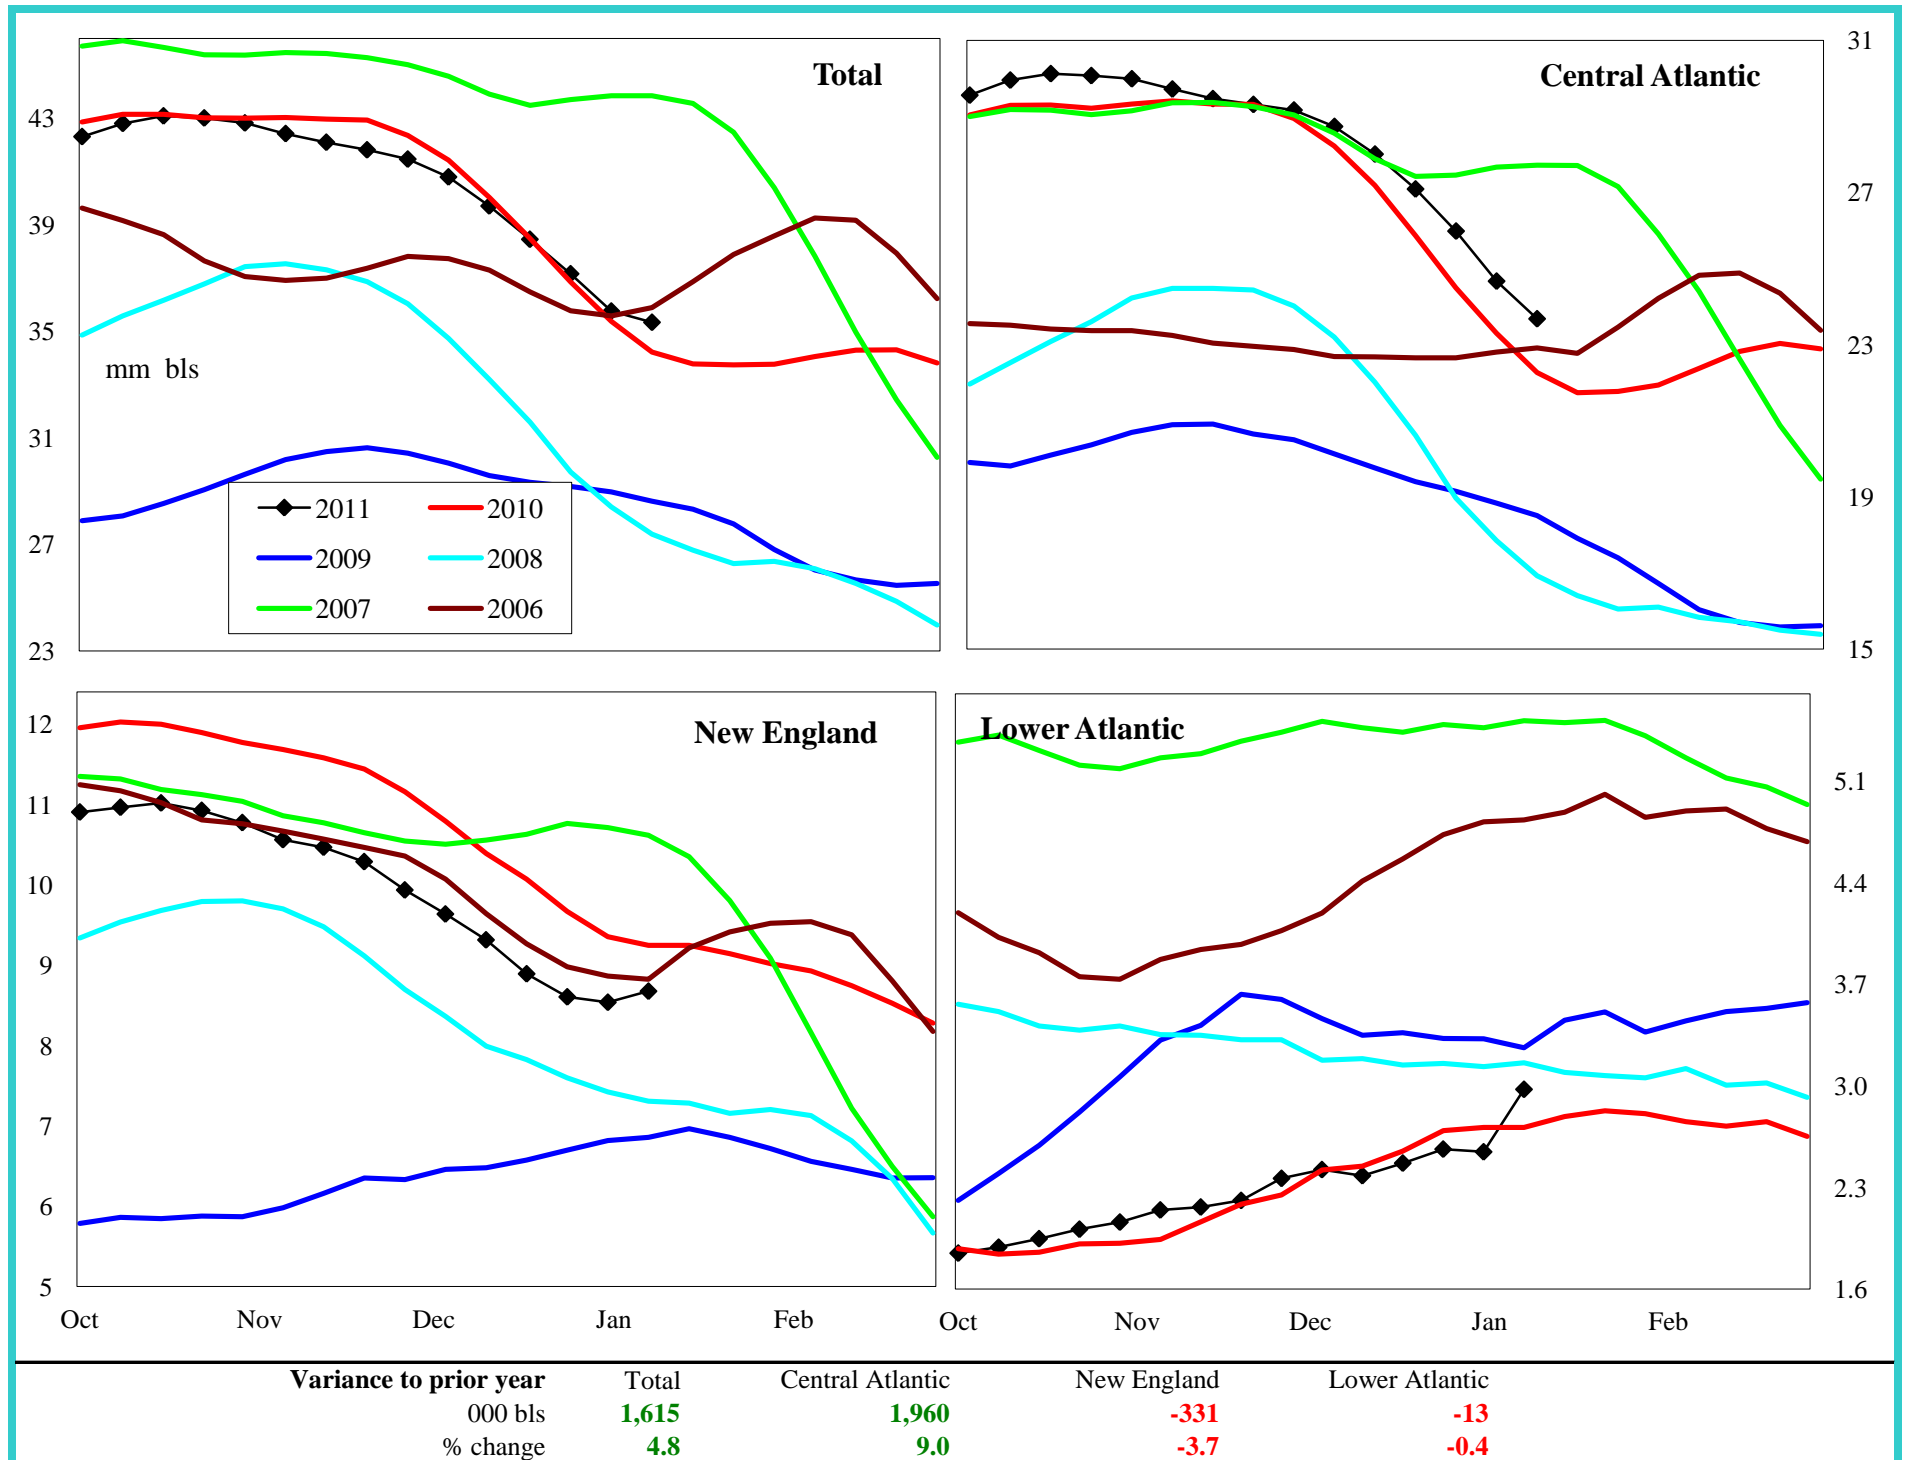 Total
43
39
35
mm bls
31
27
23
2011 2010
2009 2008
2007 2006
Central Atlantic
31
27
23
19
15
New England
12
11
10
9
8
7
6
5
Oct Nov Dec Jan Feb
Lower Atlantic
5.1
4.4
3.7
3.0
2.3
1.6
Oct Nov Dec Jan Feb
Variance to prior year Total Central Atlantic New England Lower Atlantic
000 bls 1,615 1,960 -331 -13
% change 4.8 9.0 -3.7 -0.4